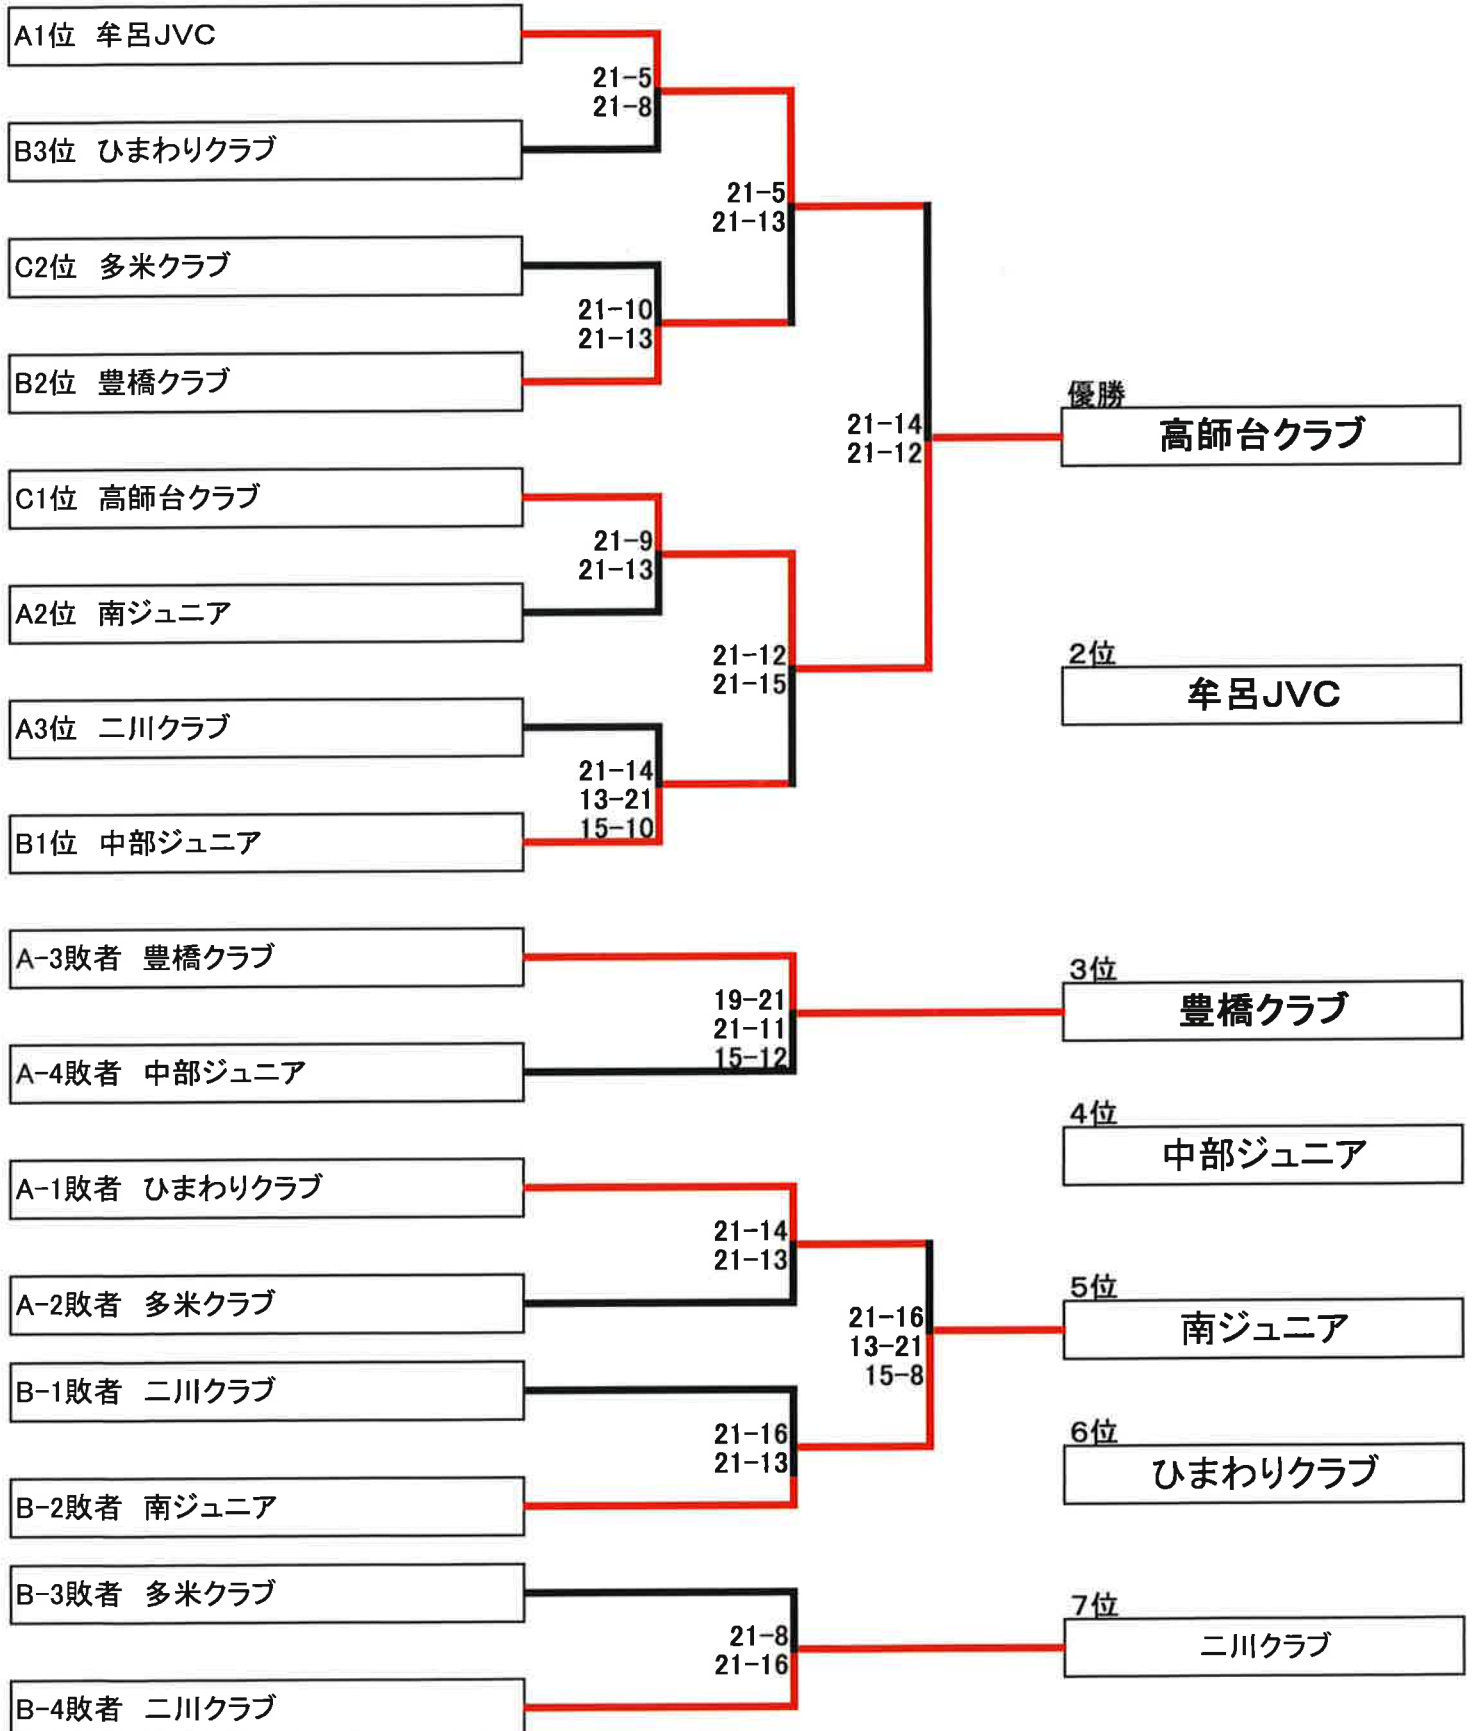 A1位　牟呂JVC
21-5
21-8
B3位　ひまわりクラブ
21-5
21-13
C2位　多米クラブ
21-10
21-13
B2位　豊橋クラブ
優勝
高師台クラブ
21-14
21-12
C1位　高師台クラブ
21-9
21-13
A2位　南ジュニア
21-12
21-15
2位
牟呂JVC
A3位　二川クラブ
21-14
13-21
15-10
B1位　中部ジュニア
A-3敗者　豊橋クラブ
3位
豊橋クラブ
19-21
21-11
15-12
A-4敗者　中部ジュニア
4位
中部ジュニア
A-1敗者　ひまわりクラブ
21-14
21-13
A-2敗者　多米クラブ
5位
南ジュニア
21-16
13-21
15-8
B-1敗者　二川クラブ
21-16
21-13
6位
ひまわりクラブ
B-2敗者　南ジュニア
B-3敗者　多米クラブ
7位
二川クラブ
21-8
21-16
B-4敗者　二川クラブ